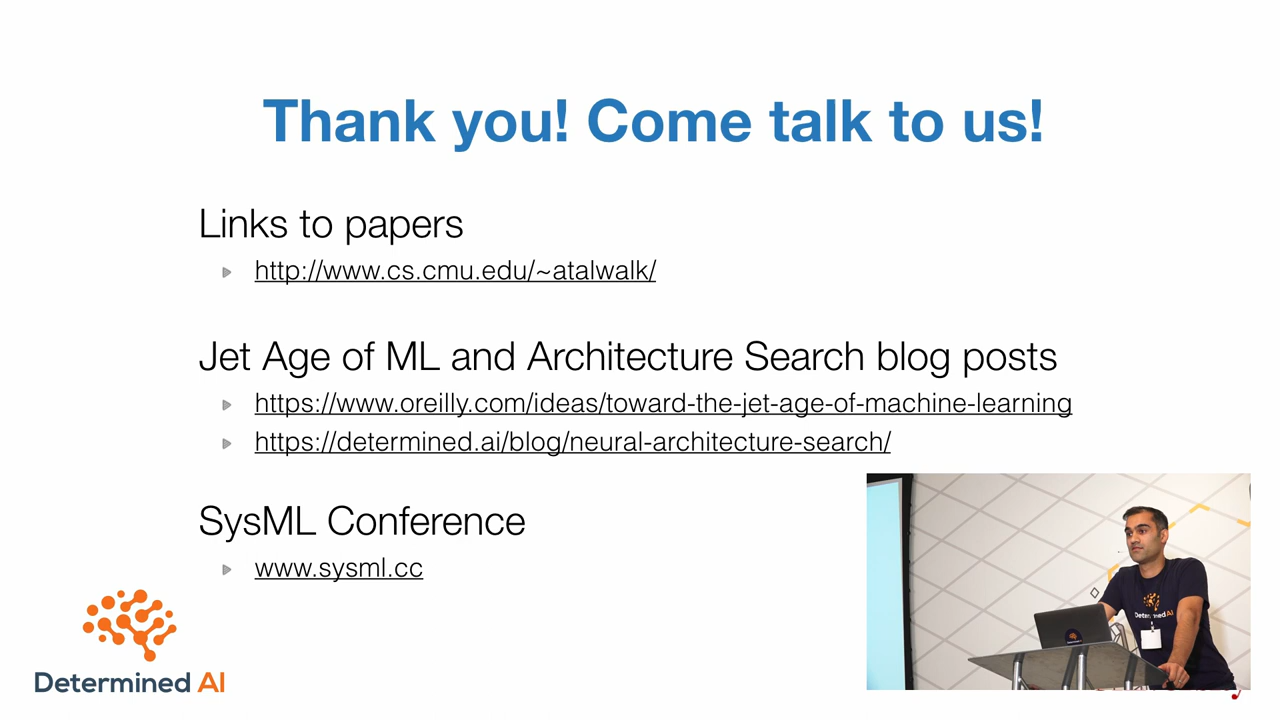 Thank you! Come talk to us!
Links to papers
http://www.cs.cmu.edu/~atalwalk/
Jet Age of ML and Architecture Search blog posts
https://www.oreilly.com/ideas/toward-the-jet-age-of-machine-learning
https://determined.ai/blog/neural-architecture-search/
SysML Conference
www.sysml.cc
Determined AI
Determined AI